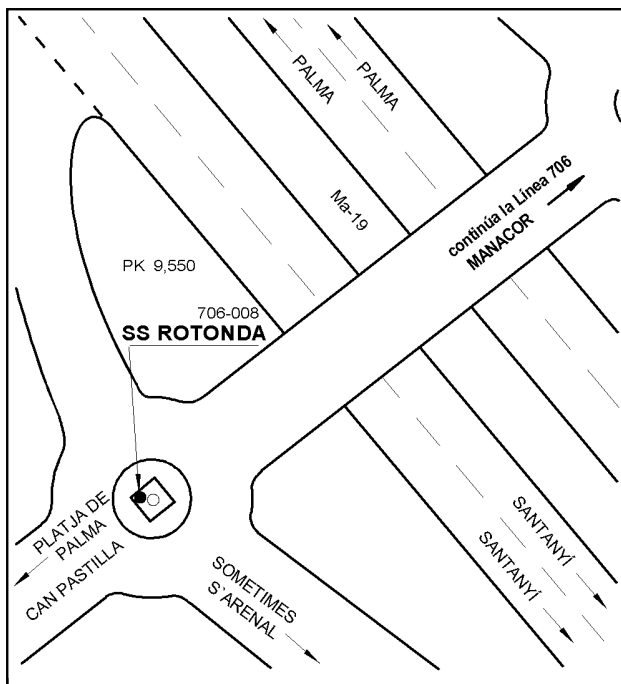 PALMA
PALMA
Ma-19
continúa la Línea 706
MANACOR
PK 9,550
706-008
SS ROTONDA
PLATJA DE
PALMA
CAN PASTILLA
SOMETIMES
S`ARENAL
SANTANYÍ
SANTANYÍ